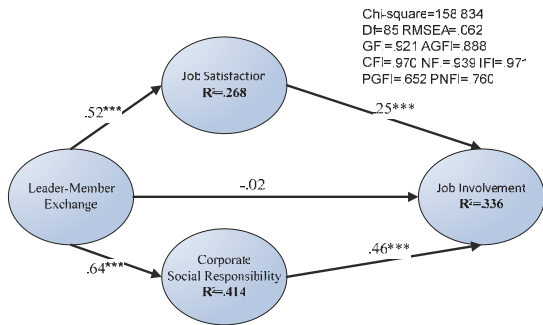 Chi-square=158 834
Df=85 RMSEA=.062
GFI=.921 AGFI=.888
CFI=.970 NFI=.939 IFI=.971
PGFI=.652 PNFI=.760
Job Satisfaction
R²=.268
.52***
.25***
Leader-Member
Exchange
-.02
Job Involvement
R²=.336
.64***
Corporate
Social Responsibility
R²=.414
.46***